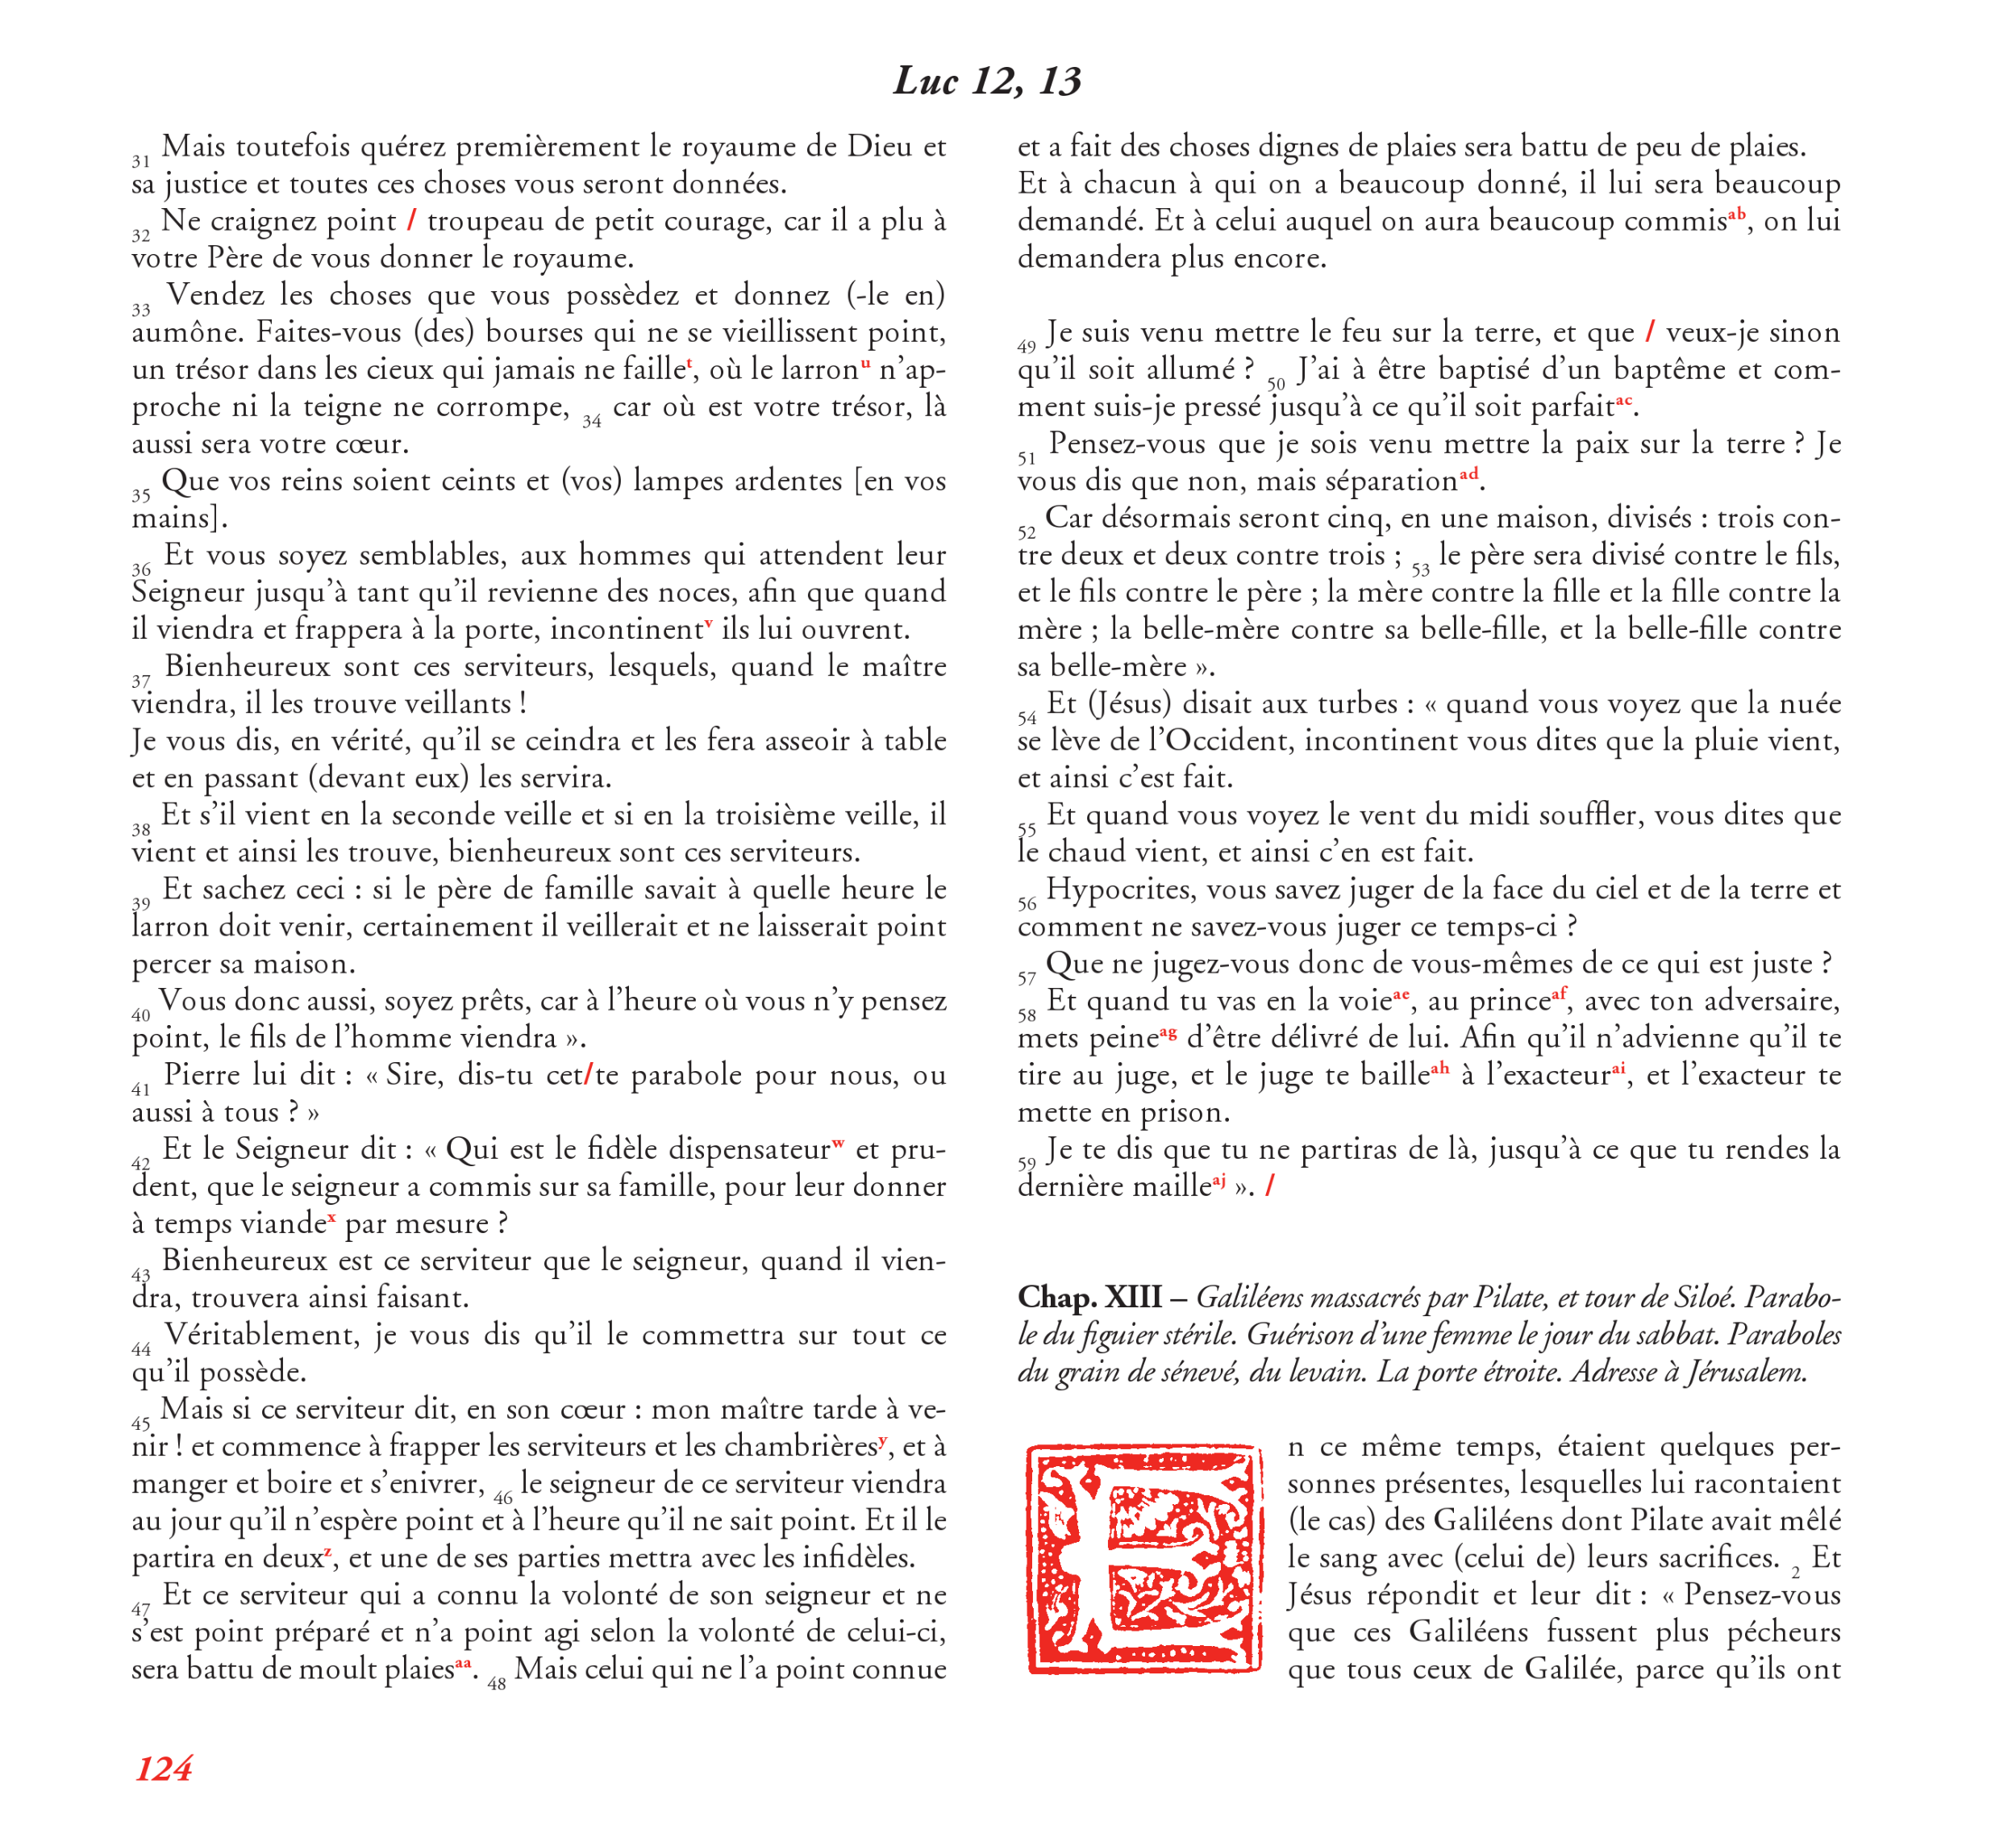 Luc 12, 13
31 Mais toutefois quérez premièrement le royaume de Dieu et
sa justice et toutes ces choses vous seront données.
32 Ne craignez point / troupeau de petit courage, car il a plu à
votre Père de vous donner le royaume.
33 Vendez les choses que vous possèdez et donnez (-le en)
aumône. Faites-vous (des) bourses qui ne se vieillissent point,
un trésor dans les cieux qui jamais ne faille t, où le larron u n’ap-
proche ni la teigne ne corrompe, 34 car où est votre trésor, là
aussi sera votre cœur.
35 Que vos reins soient ceints et (vos) lampes ardentes [en vos
mains].
36 Et vous soyez semblables, aux hommes qui attendent leur
Seigneur jusqu’à tant qu’il revienne des noces, afin que quand
il viendra et frappera à la porte, incontinent v ils lui ouvrent.
37 Bienheureux sont ces serviteurs, lesquels, quand le maître
viendra, il les trouve veillants !
Je vous dis, en vérité, qu’il se ceindra et les fera asseoir à table
et en passant (devant eux) les servira.
38 Et s’il vient en la seconde veille et si en la troisième veille, il
vient et ainsi les trouve, bienheureux sont ces serviteurs.
39 Et sachez ceci : si le père de famille savait à quelle heure le
larron doit venir, certainement il veillerait et ne laisserait point
percer sa maison.
40 Vous donc aussi, soyez prêts, car à l’heure où vous n’y pensez
point, le fils de l’homme viendra ».
41 Pierre lui dit : « Sire, dis-tu cet/te parabole pour nous, ou
aussi à tous ? »
42 Et le Seigneur dit : « Qui est le fidèle dispensateur w et pru-
dent, que le seigneur a commis sur sa famille, pour leur donner
à temps viande x par mesure ?
43 Bienheureux est ce serviteur que le seigneur, quand il vien-
dra, trouvera ainsi faisant.
44 Véritablement, je vous dis qu’il le commettra sur tout ce
qu’il possède.
45 Mais si ce serviteur dit, en son cœur : mon maître tarde à ve-
nir ! et commence à frapper les serviteurs et les chambrières y, et à
manger et boire et s’enivrer, 46 le seigneur de ce serviteur viendra
au jour qu’il n’espère point et à l’heure qu’il ne sait point. Et il le
partira en deux z, et une de ses parties mettra avec les infidèles.
47 Et ce serviteur qui a connu la volonté de son seigneur et ne
s’est point préparé et n’a point agi selon la volonté de celui-ci,
sera battu de moult plaies aa. 48 Mais celui qui ne l’a point connue
et a fait des choses dignes de plaies sera battu de peu de plaies.
Et à chacun à qui on a beaucoup donné, il lui sera beaucoup
demandé. Et à celui auquel on aura beaucoup commis ab, on lui
demandera plus encore.
49 Je suis venu mettre le feu sur la terre, et que / veux-je sinon
qu’il soit allumé ? 50 J’ai à être baptisé d’un baptême et com-
ment suis-je pressé jusqu’à ce qu’il soit parfait ac.
51 Pensez-vous que je sois venu mettre la paix sur la terre ? Je
vous dis que non, mais séparation ad.
52 Car désormais seront cinq, en une maison, divisés : trois con-
tre deux et deux contre trois ; 53 le père sera divisé contre le fils,
et le fils contre le père ; la mère contre la fille et la fille contre la
mère ; la belle-mère contre sa belle-fille, et la belle-fille contre
sa belle-mère ».
54 Et (Jésus) disait aux turbes : « quand vous voyez que la nuée
se lève de l’Occident, incontinent vous dites que la pluie vient,
et ainsi c’est fait.
55 Et quand vous voyez le vent du midi souffler, vous dites que
le chaud vient, et ainsi c’en est fait.
56 Hypocrites, vous savez juger de la face du ciel et de la terre et
comment ne savez-vous juger ce temps-ci ?
57 Que ne jugez-vous donc de vous-mêmes de ce qui est juste ?
58 Et quand tu vas en la voie ae, au prince af, avec ton adversaire,
mets peine ag d’être délivré de lui. Afin qu’il n’advienne qu’il te
tire au juge, et le juge te baille ah à l’exacteur ai, et l’exacteur te
mette en prison.
59 Je te dis que tu ne partiras de là, jusqu’à ce que tu rendes la
dernière maille aj ». /
Chap. XIII – Galiléens massacrés par Pilate, et tour de Siloé. Parabo-
le du figuier stérile. Guérison d’une femme le jour du sabbat. Paraboles
du grain de sénevé, du levain. La porte étroite. Adresse à Jérusalem.
En ce même temps, étaient quelques per-
sonnes présentes, lesquelles lui racontaient
(le cas) des Galiléens dont Pilate avait mêlé
le sang avec (celui de) leurs sacrifices. 2 Et
Jésus répondit et leur dit : « Pensez-vous
que ces Galiléens fussent plus pécheurs
que tous ceux de Galilée, parce qu’ils ont
124